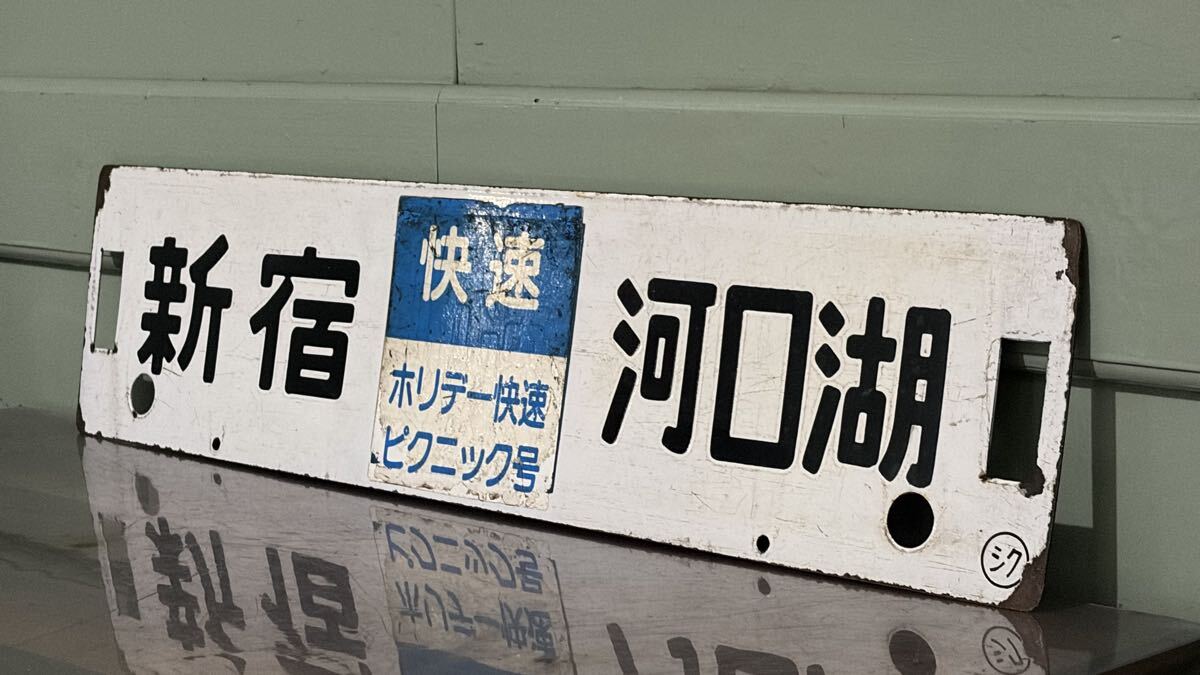 新宿
快速
ホリデー快速
ピクニック号
河口湖
シク